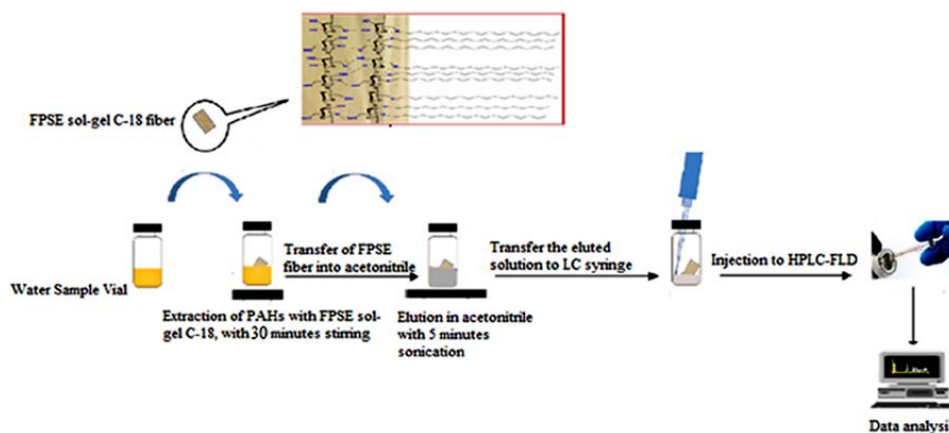 FPSE sol-gel C-18 fiber
Water Sample Vial
Transfer of FPSE
fiber into acetonitrile
Extraction of PAHs with FPSE sol-
gel C-18, with 30 minutes stirring
Transfer the eluted
solution to LC syringe
Elution in acetonitrile
with 5 minutes
sonication
Injection to HPLC-FLD
Data analysis